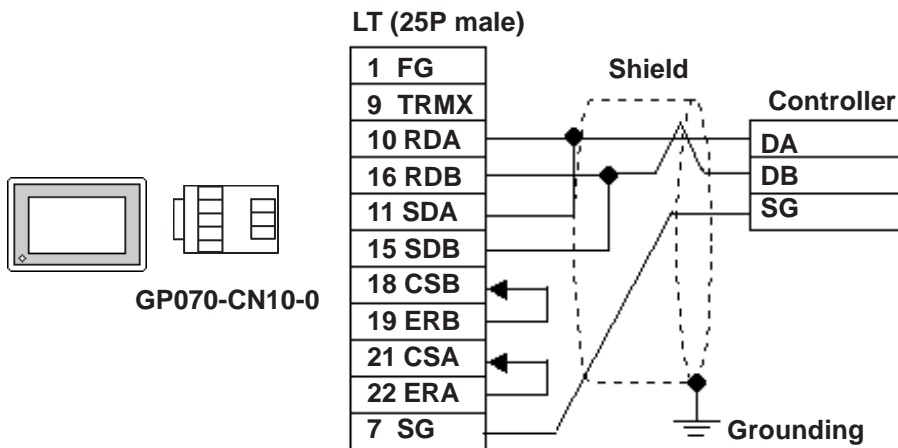 LT (25P male)
1 FG
9 TRMX
10 RDA
16 RDB
11 SDA
15 SDB
18 CSB
19 ERB
21 CSA
22 ERA
7 SG
GP070-CN10-0
Shield
Controller
DA
DB
SG
Grounding